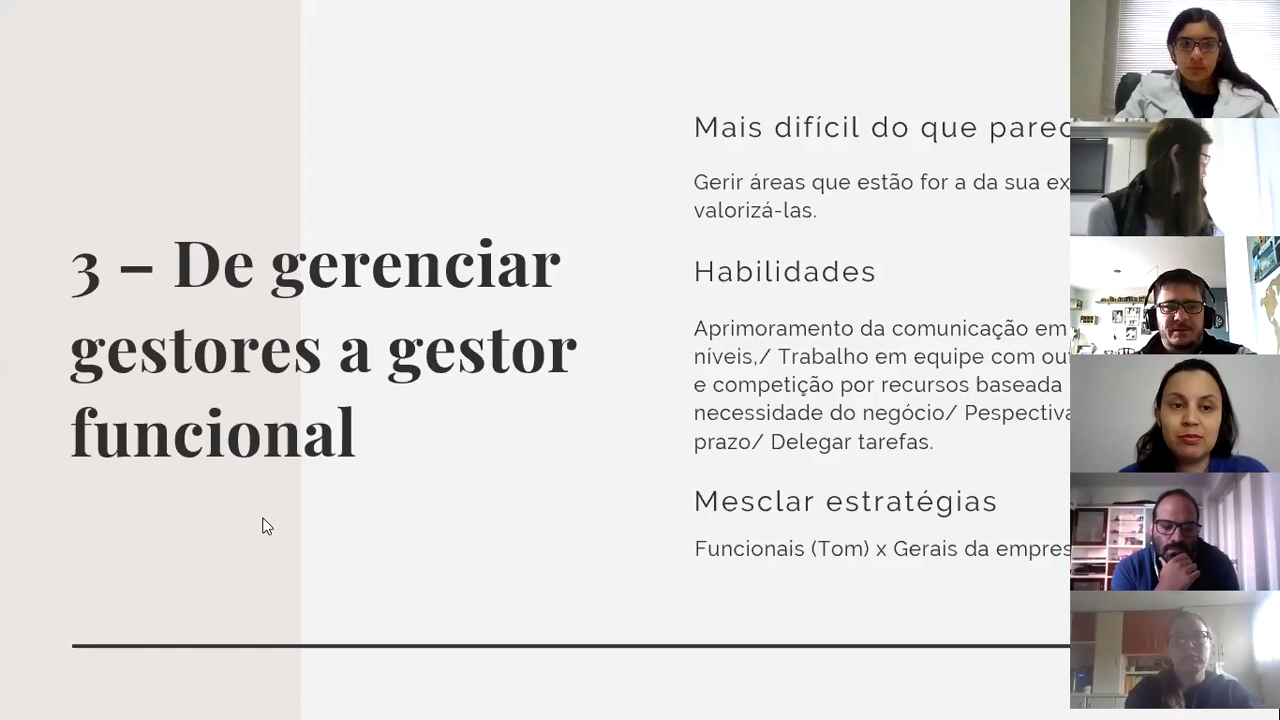 3 – De gerenciar
gestores a gestor
funcional
Mais difícil do que parec
Gerir áreas que estão for a da sua ex
valorizá-las.
Habilidades
Aprimoramento da comunicação em
níveis,/ Trabalho em equipe com ou
e competição por recursos baseada
necessidade do negócio/ Pespectiva
prazo/ Delegar tarefas.
Mesclar estratégias
Funcionais (Tom) x Gerais da empres